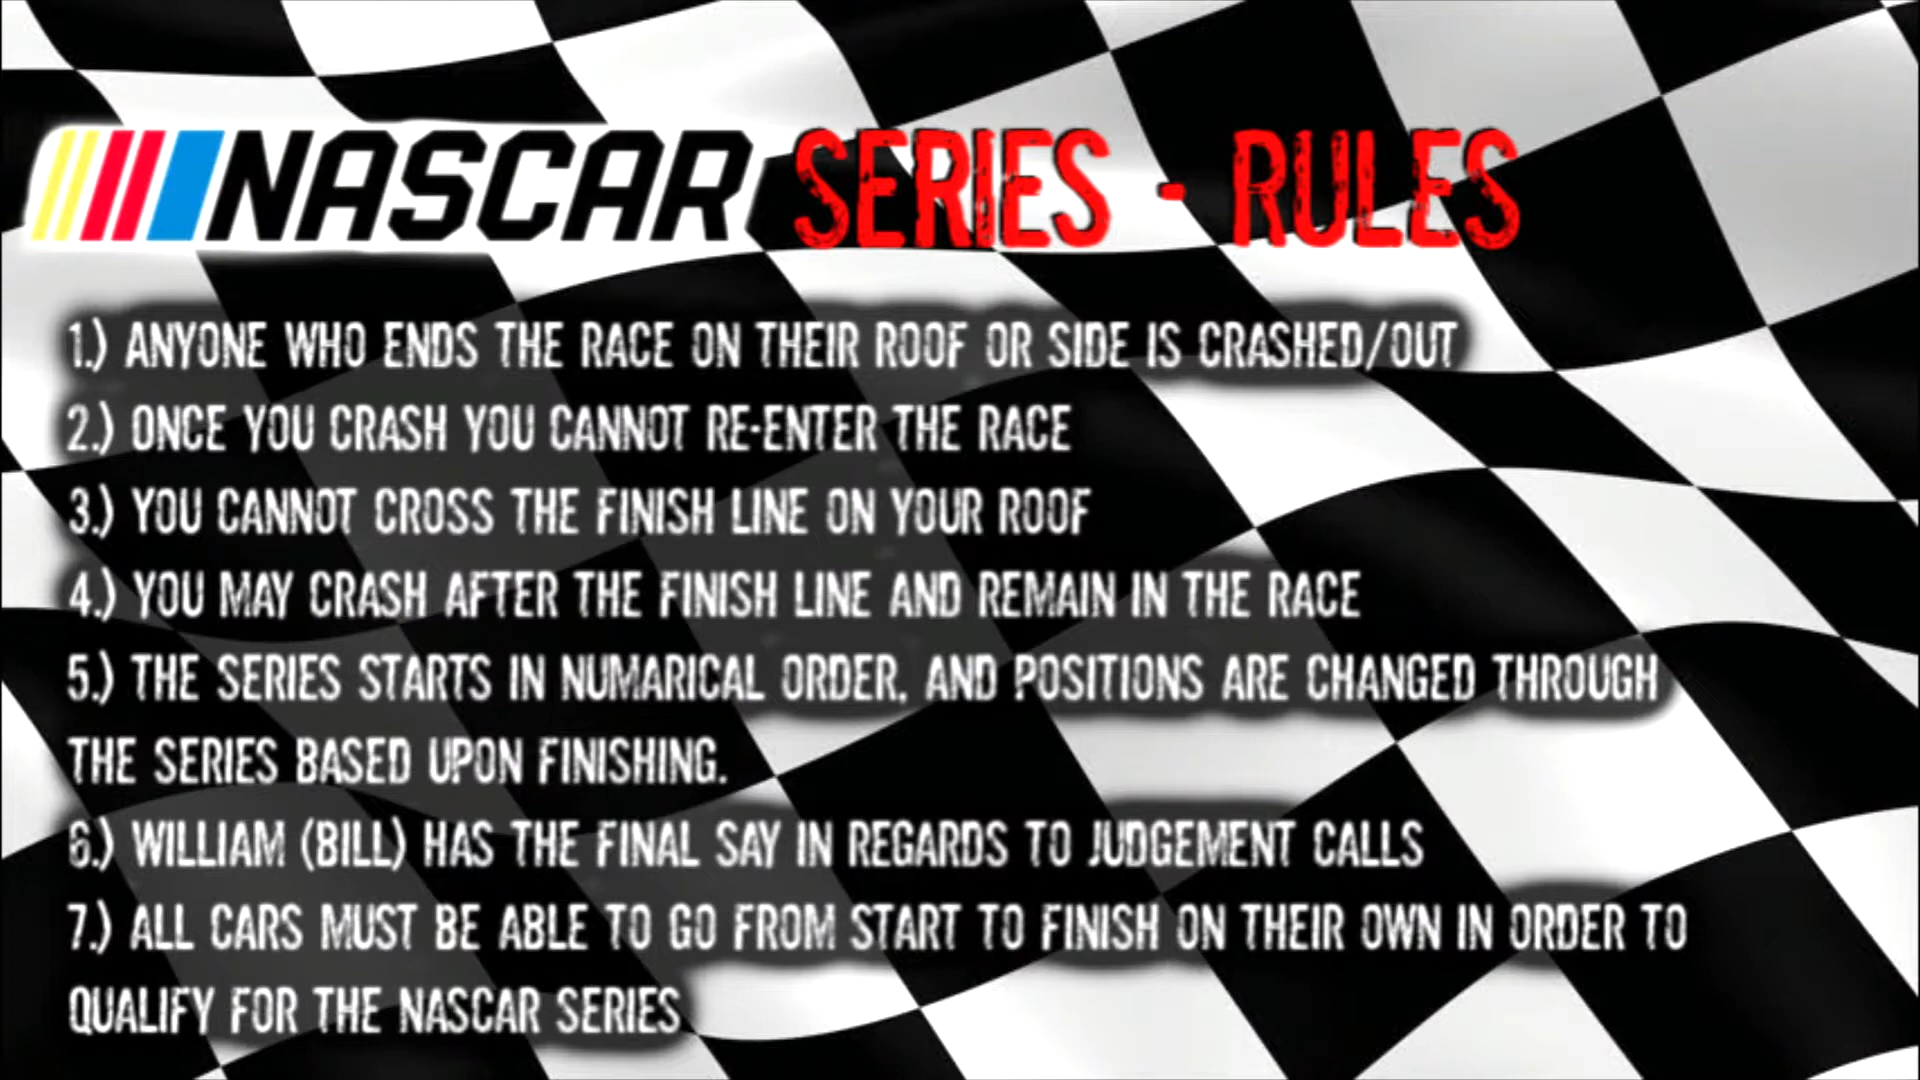 NASCAR SERIES - RULES
1.) ANYONE WHO ENDS THE RACE ON THEIR ROOF OR SIDE IS CRASHED/OUT
2.) ONCE YOU CRASH YOU CANNOT RE-ENTER THE RACE
3.) YOU CANNOT CROSS THE FINISH LINE ON YOUR ROOF
4.) YOU MAY CRASH AFTER THE FINISH LINE AND REMAIN IN THE RACE
5.) THE SERIES STARTS IN NUMARICAL ORDER, AND POSITIONS ARE CHANGED THROUGH
THE SERIES BASED UPON FINISHING.
6.) WILLIAM (BILL) HAS THE FINAL SAY IN REGARDS TO JUDGEMENT CALLS
7.) ALL CARS MUST BE ABLE TO GO FROM START TO FINISH ON THEIR OWN IN ORDER TO
QUALIFY FOR THE NASCAR SERIES